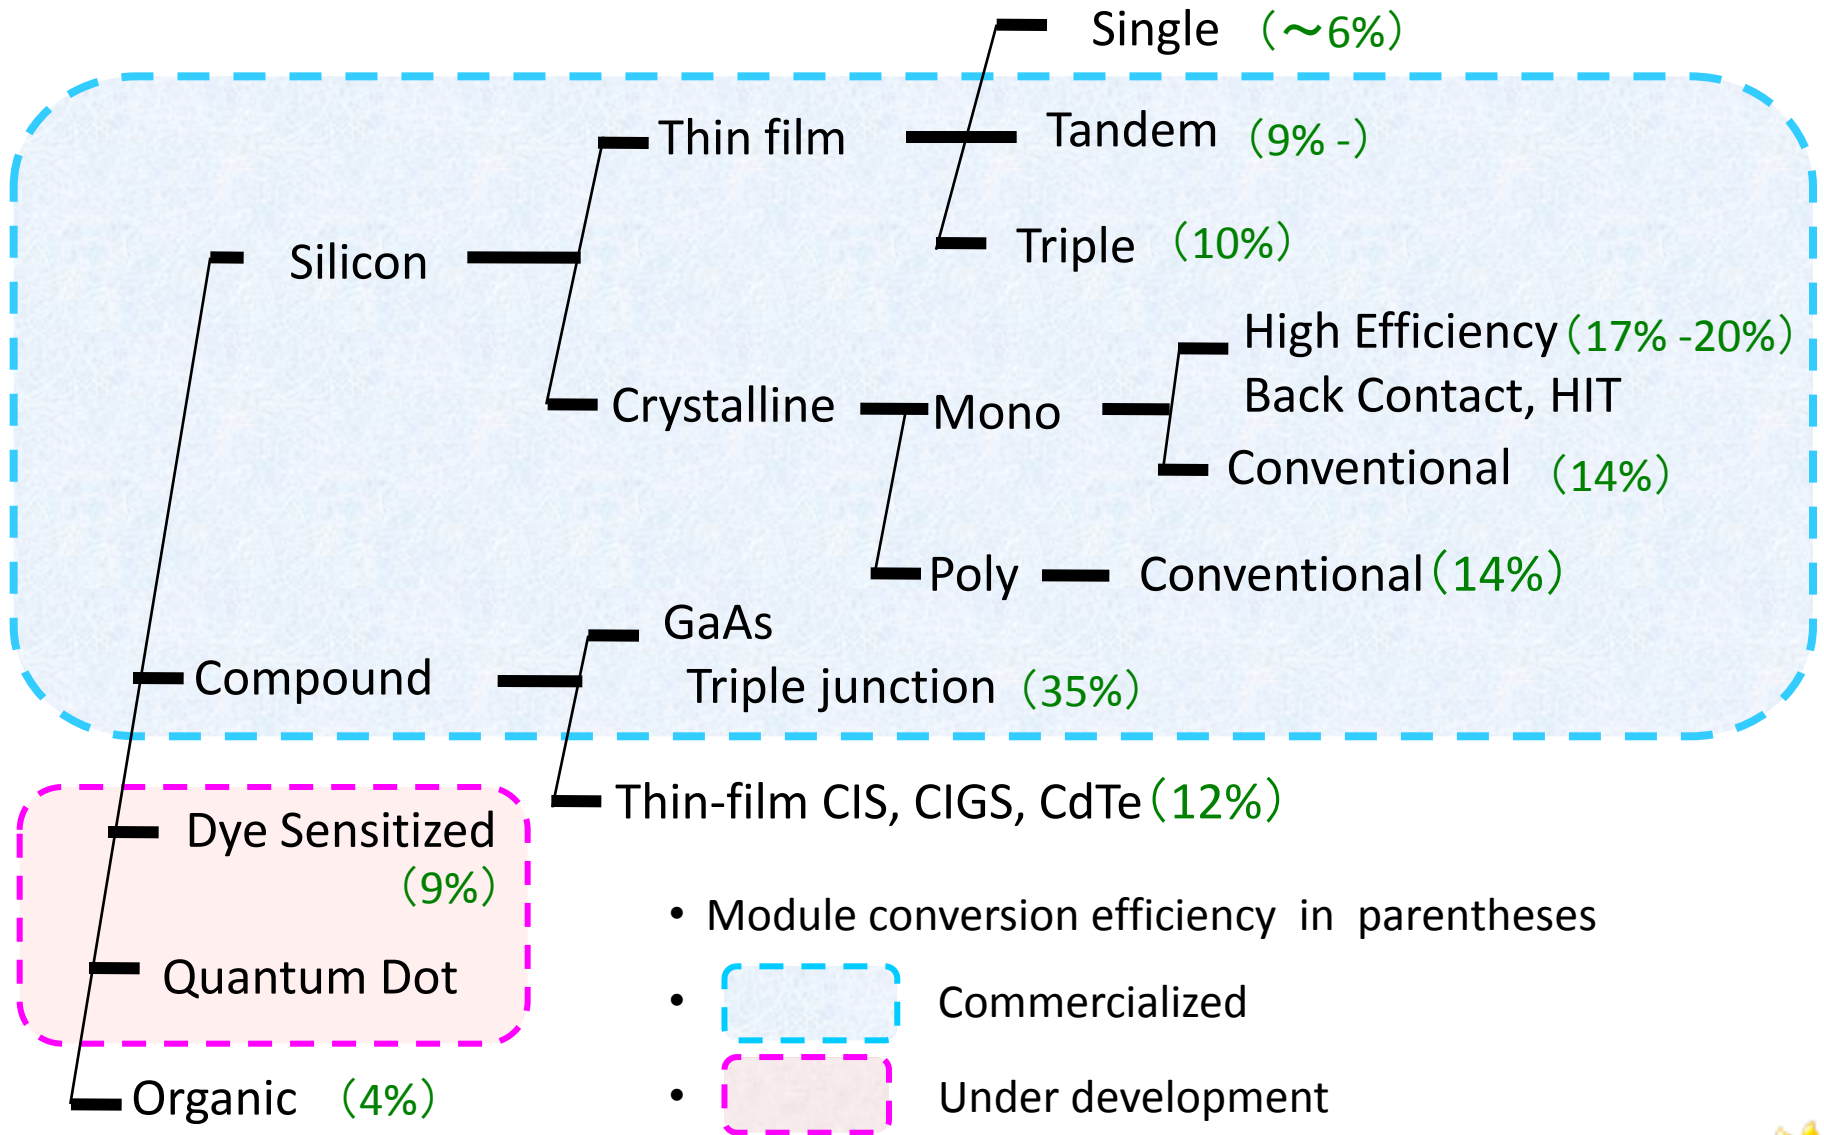 Single （～6%）
Thin film
Tandem （9% -）
Silicon
Triple （10%）
High Efficiency（17% -20%）
Back Contact, HIT
Crystalline
Mono
Conventional （14%）
Poly
Conventional（14%）
GaAs
Triple junction （35%）
Compound
Thin-film CIS, CIGS, CdTe（12%）
Dye Sensitized
（9%）
Quantum Dot
Organic （4%）
• Module conversion efficiency in parentheses
• Commercialized
• Under development